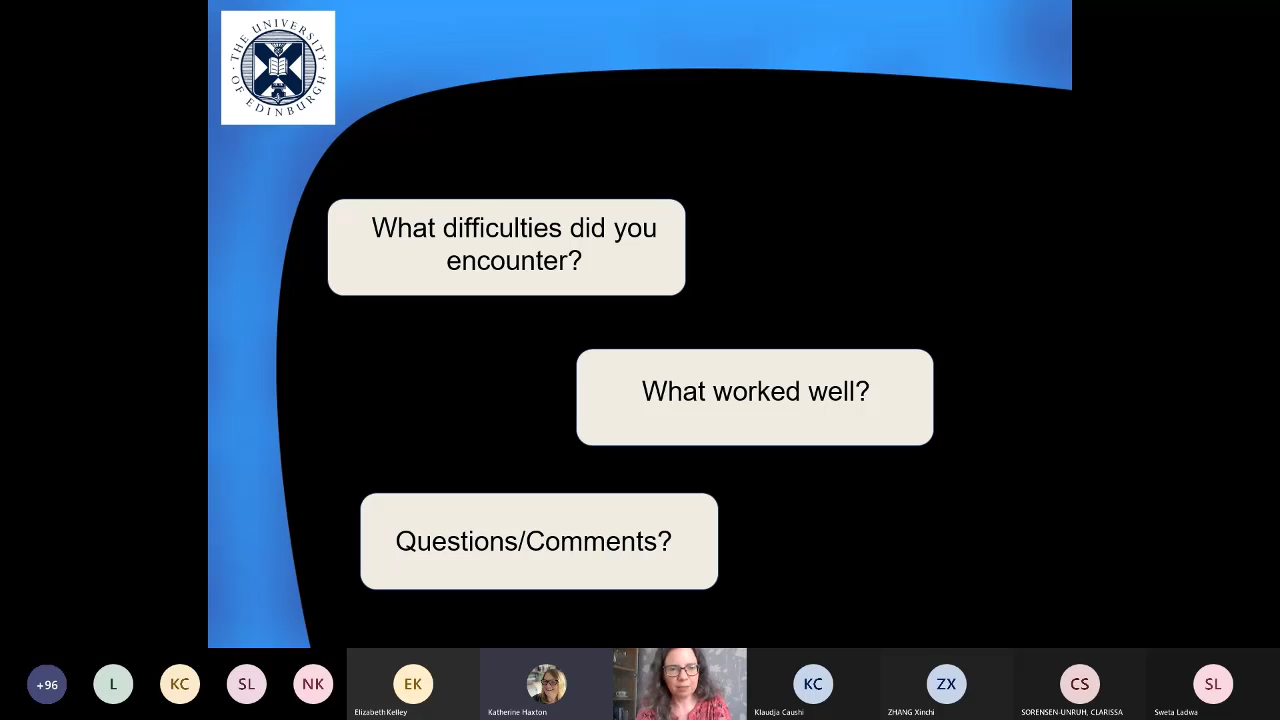 THE UNIVERSITY
OF EDINBURGH
What difficulties did you
encounter?
What worked well?
Questions/Comments?
+96
L
KC
SL
NK
EK
Elizabeth Kelley
Katherine Haxton
KC
Klaudja Caushi
ZX
ZHANG Xinchi
CS
SORENSEN-UNRUH, CLARISSA
SL
Sweta Ladwa